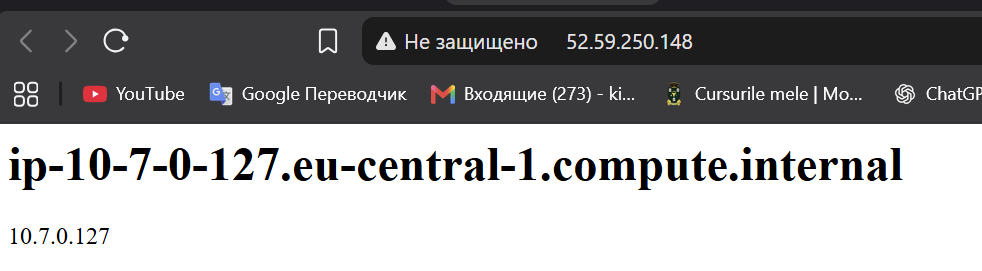 Не защищено 52.59.250.148
YouTube Google Переводчик Входящие (273) - ki... Cursurile mele | Mo... ChatGP
ip-10-7-0-127.eu-central-1.compute.internal
10.7.0.127